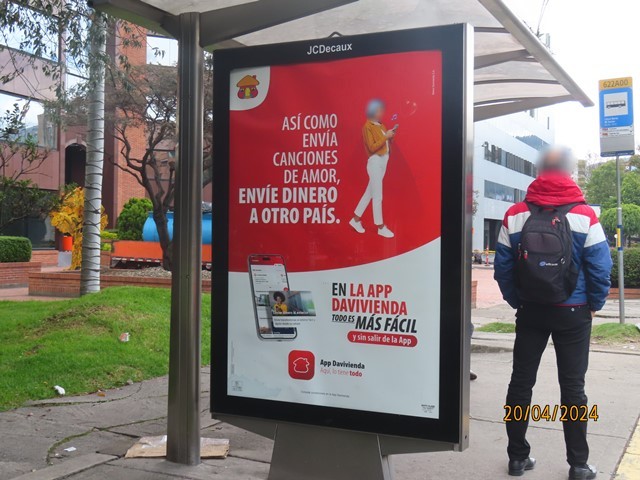 JCDecaux
ASÍ COMO
ENVÍA
CANCIONES
DE AMOR,
ENVÍE DINERO
A OTRO PAÍS.
EN LA APP
DAVIVIENDA
TODO ES MÁS FÁCIL
y sin salir de la App
App Davivienda
Aquí, lo tiene todo
622A00
20/04/2024